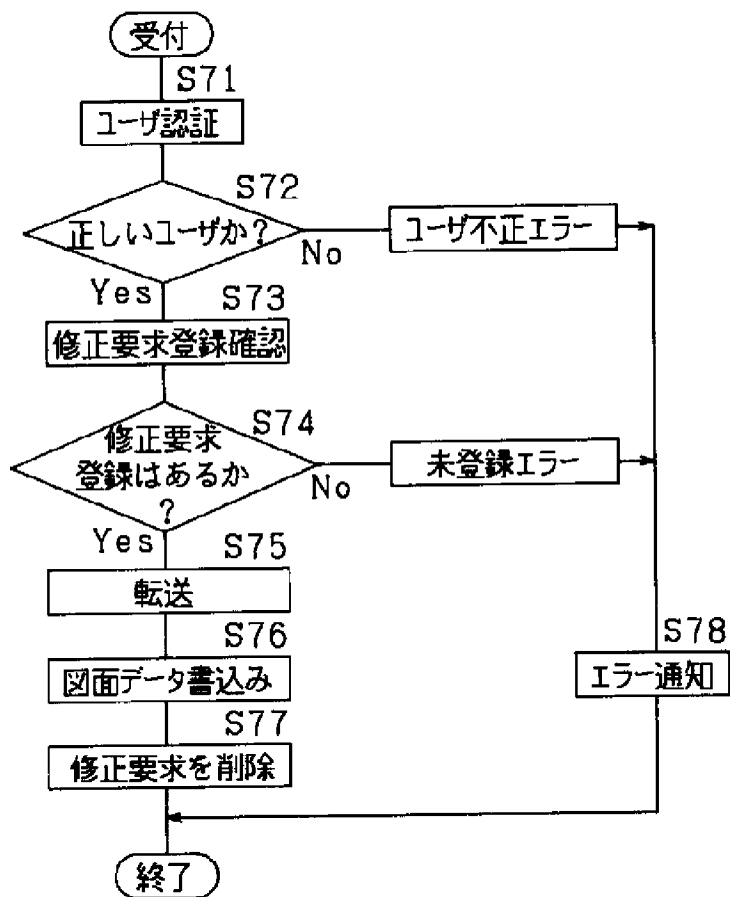 受付
S71
ユーザ認証
S72
正しいユーザか?
No
ユーザ不正エラー
Yes
S73
修正要求登録確認
S74
修正要求
登録はあるか
?
No
未登録エラー
Yes
S75
転送
S76
図面データ書込み
S77
修正要求を削除
S78
エラー通知
終了